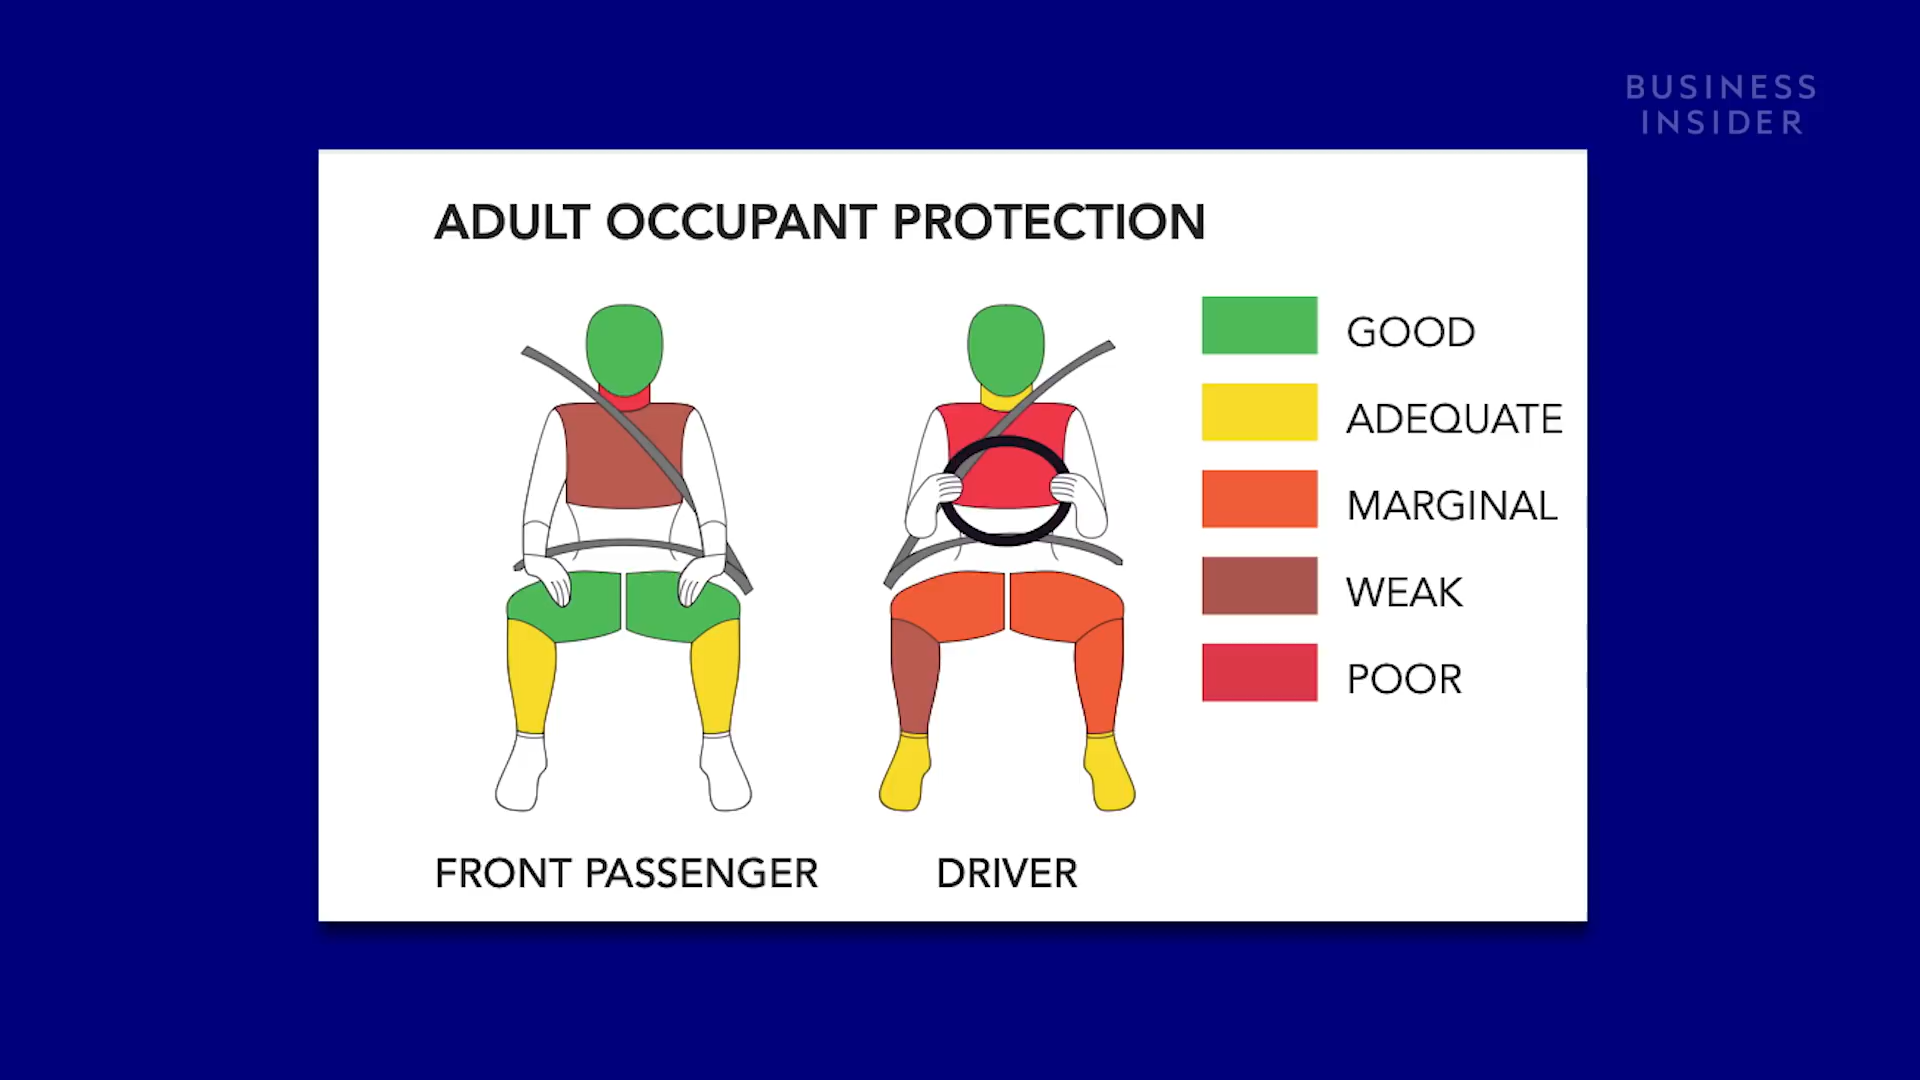 BUSINESS
INSIDER
ADULT OCCUPANT PROTECTION
GOOD
ADEQUATE
MARGINAL
WEAK
POOR
FRONT PASSENGER
DRIVER